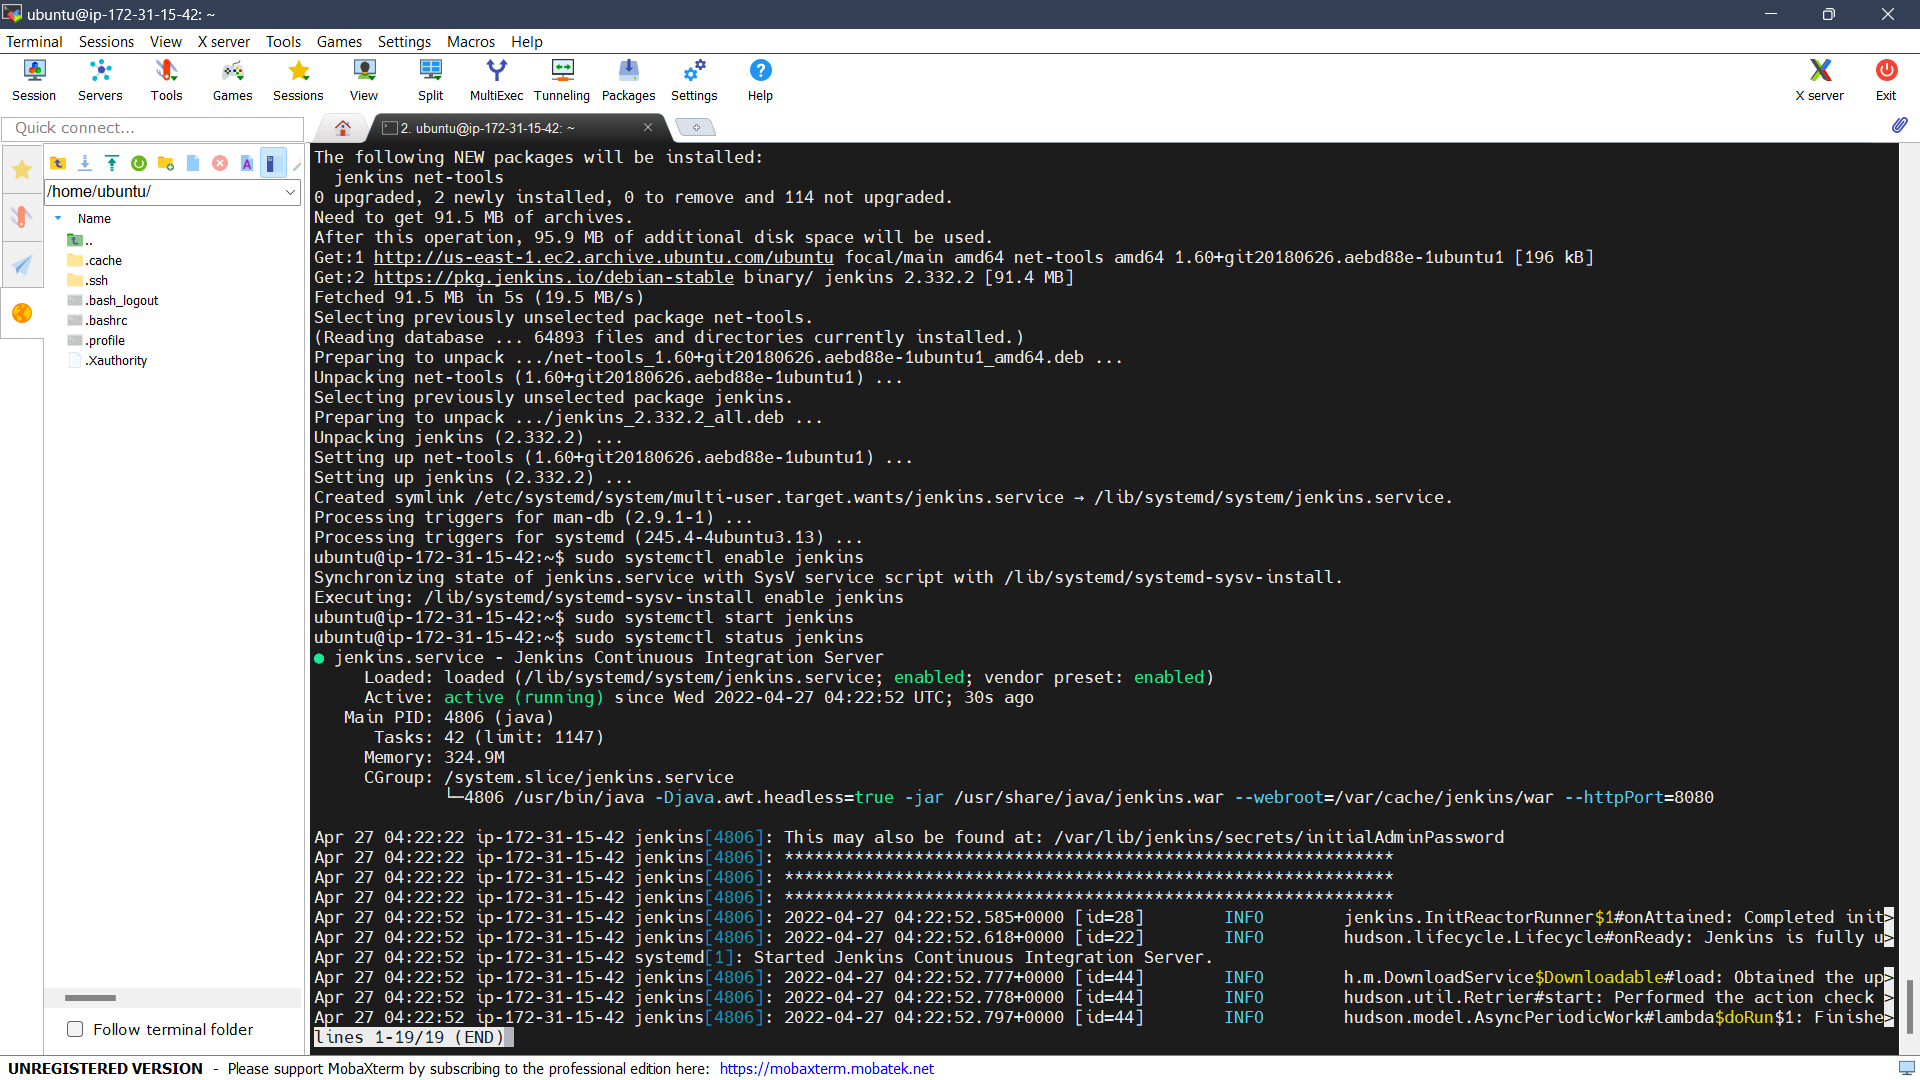 ubuntu@ip-172-31-15-42: ~
Terminal Sessions View X server Tools Games Settings Macros Help
Session Servers Tools Games Sessions View Split MultiExec Tunneling Packages Settings Help X server Exit
Quick connect...
2. ubuntu@ip-172-31-15-42: ~
/home/ubuntu/
Name
..
.cache
.ssh
.bash_logout
.bashrc
.profile
.Xauthority
Follow terminal folder
The following NEW packages will be installed:
jenkins net-tools
0 upgraded, 2 newly installed, 0 to remove and 114 not upgraded.
Need to get 91.5 MB of archives.
After this operation, 95.9 MB of additional disk space will be used.
Get:1 http://us-east-1.ec2.archive.ubuntu.com/ubuntu focal/main amd64 net-tools amd64 1.60+git20180626.aebd88e-1ubuntu1 [196 kB]
Get:2 https://pkg.jenkins.io/debian-stable binary/ jenkins 2.332.2 [91.4 MB]
Fetched 91.5 MB in 5s (19.5 MB/s)
Selecting previously unselected package net-tools.
(Reading database ... 64893 files and directories currently installed.)
Preparing to unpack .../net-tools_1.60+git20180626.aebd88e-1ubuntu1_amd64.deb ...
Unpacking net-tools (1.60+git20180626.aebd88e-1ubuntu1) ...
Selecting previously unselected package jenkins.
Preparing to unpack .../jenkins_2.332.2_all.deb ...
Unpacking jenkins (2.332.2) ...
Setting up net-tools (1.60+git20180626.aebd88e-1ubuntu1) ...
Setting up jenkins (2.332.2) ...
Created symlink /etc/systemd/system/multi-user.target.wants/jenkins.service → /lib/systemd/system/jenkins.service.
Processing triggers for man-db (2.9.1-1) ...
Processing triggers for systemd (245.4-4ubuntu3.13) ...
ubuntu@ip-172-31-15-42:~$ sudo systemctl enable jenkins
Synchronizing state of jenkins.service with SysV service script with /lib/systemd/systemd-sysv-install.
Executing: /lib/systemd/systemd-sysv-install enable jenkins
ubuntu@ip-172-31-15-42:~$ sudo systemctl start jenkins
ubuntu@ip-172-31-15-42:~$ sudo systemctl status jenkins
● jenkins.service - Jenkins Continuous Integration Server
Loaded: loaded (/lib/systemd/system/jenkins.service; enabled; vendor preset: enabled)
Active: active (running) since Wed 2022-04-27 04:22:52 UTC; 30s ago
Main PID: 4806 (java)
Tasks: 42 (limit: 1147)
Memory: 324.9M
CGroup: /system.slice/jenkins.service
└─4806 /usr/bin/java -Djava.awt.headless=true -jar /usr/share/java/jenkins.war --webroot=/var/cache/jenkins/war --httpPort=8080
Apr 27 04:22:22 ip-172-31-15-42 jenkins[4806]: This may also be found at: /var/lib/jenkins/secrets/initialAdminPassword
Apr 27 04:22:22 ip-172-31-15-42 jenkins[4806]: *************************************************************
Apr 27 04:22:22 ip-172-31-15-42 jenkins[4806]: *************************************************************
Apr 27 04:22:22 ip-172-31-15-42 jenkins[4806]: *************************************************************
Apr 27 04:22:52 ip-172-31-15-42 jenkins[4806]: 2022-04-27 04:22:52.585+0000 [id=28] INFO jenkins.InitReactorRunner$1#onAttained: Completed init>
Apr 27 04:22:52 ip-172-31-15-42 jenkins[4806]: 2022-04-27 04:22:52.618+0000 [id=22] INFO hudson.lifecycle.Lifecycle#onReady: Jenkins is fully u>
Apr 27 04:22:52 ip-172-31-15-42 systemd[1]: Started Jenkins Continuous Integration Server.
Apr 27 04:22:52 ip-172-31-15-42 jenkins[4806]: 2022-04-27 04:22:52.777+0000 [id=44] INFO h.m.DownloadService$Downloadable#load: Obtained the up>
Apr 27 04:22:52 ip-172-31-15-42 jenkins[4806]: 2022-04-27 04:22:52.778+0000 [id=44] INFO hudson.util.Retrier#start: Performed the action check >
Apr 27 04:22:52 ip-172-31-15-42 jenkins[4806]: 2022-04-27 04:22:52.797+0000 [id=44] INFO hudson.model.AsyncPeriodicWork#lambda$doRun$1: Finishe>
lines 1-19/19 (END)
UNREGISTERED VERSION - Please support MobaXterm by subscribing to the professional edition here: https://mobaxterm.mobatek.net